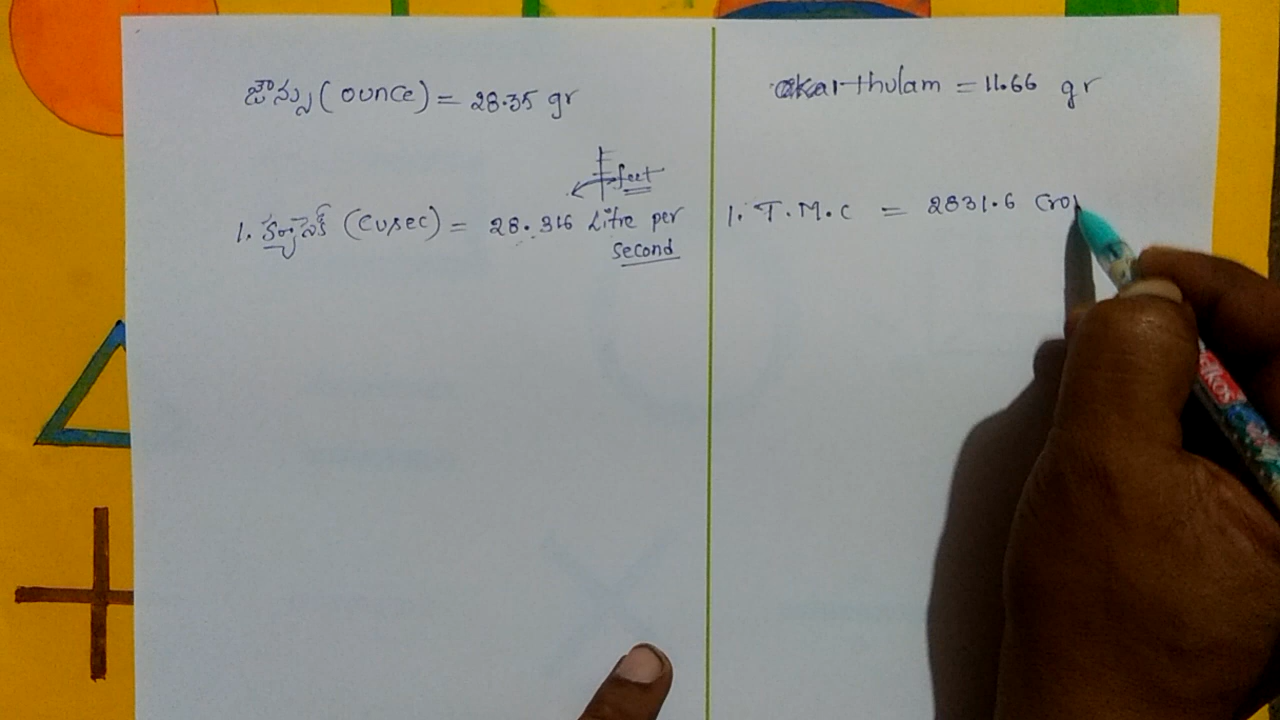 ఔన్సు (ounce) = 28.35 gr
feet
1. క్యూసెక్ (cusec) = 28.316 Litre per
second
thulam = 11.66 gr
1. T.M.C = 2831.6 cro